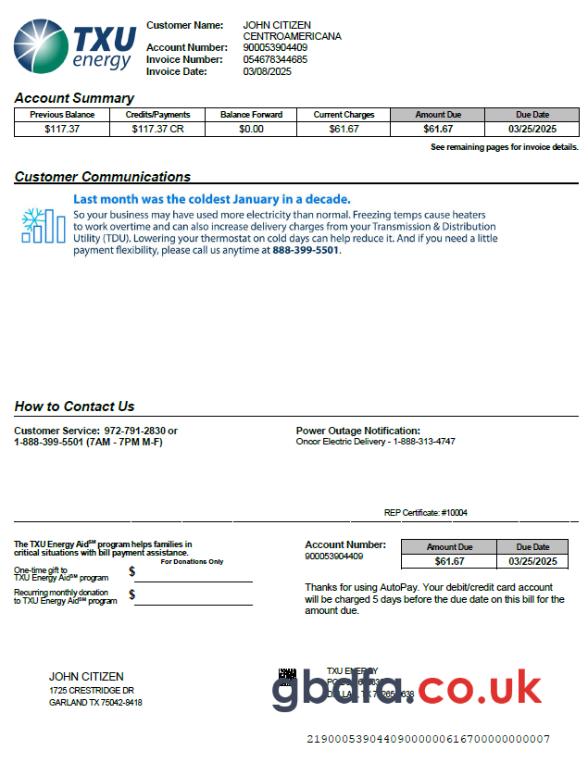 TXU
energy
Customer Name: JOHN CITIZEN
CENTROAMERICANA
Account Number: 900053904409
Invoice Number: 054678344685
Invoice Date: 03/08/2025
Account Summary
Previous Balance Credits/Payments Balance Forward Current Charges Amount Due Due Date
$117.37 $117.37 CR $0.00 $61.67 $61.67 03/25/2025
See remaining pages for invoice details.
Customer Communications
Last month was the coldest January in a decade.
So your business may have used more electricity than normal. Freezing temps cause heaters
to work overtime and can also increase delivery charges from your Transmission & Distribution
Utility (TDU). Lowering your thermostat on cold days can help reduce it. And if you need a little
payment flexibility, please call us anytime at 888-399-5501.
How to Contact Us
Customer Service: 972-791-2830 or
1-888-399-5501 (7AM - 7PM M-F)
Power Outage Notification:
Oncor Electric Delivery - 1-888-313-4747
REP Certificate: #10004
The TXU Energy Aid℠ program helps families in
critical situations with bill payment assistance.
For Donations Only
One-time gift to
TXU Energy Aid℠ program $
Recurring monthly donation
to TXU Energy Aid℠ program $
Account Number:
900053904409
Amount Due Due Date
$61.67 03/25/2025
Thanks for using AutoPay. Your debit/credit card account
will be charged 5 days before the due date on this bill for the
amount due.
JOHN CITIZEN
1725 CRESTRIDGE DR
GARLAND TX 75042-8418
TXU ENERGY
gbdfa.co.uk
219000539044090000000616700000000007